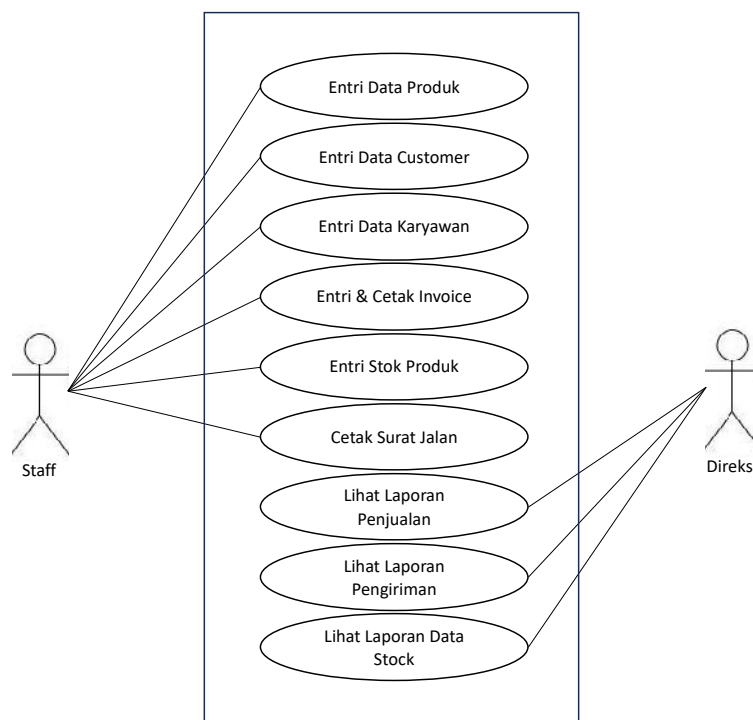 Entri Data Produk
Entri Data Customer
Entri Data Karyawan
Entri & Cetak Invoice
Entri Stok Produk
Cetak Surat Jalan
Staff
Direks
Lihat Laporan
Penjualan
Lihat Laporan
Pengiriman
Lihat Laporan Data
Stock